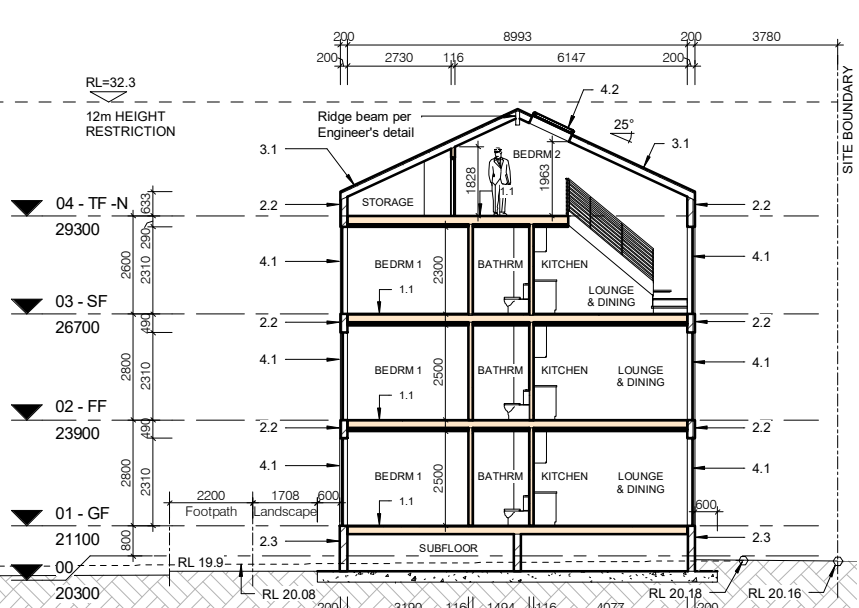 200 8993 200 3780
200 2730 116 6147 200
RL=32.3
12m HEIGHT
RESTRICTION
Ridge beam per
Engineer's detail
4.2
25°
SITE BOUNDARY
3.1
3.1
BEDRM 2
1828
1.1
1963
STORAGE
04 - TF -N
29300
633
2.2
2.2
290
2600
2310
4.1
BEDRM 1
2300
BATHRM
KITCHEN
4.1
1.1
LOUNGE
& DINING
03 - SF
26700
490
2.2
2.2
2800
2310
4.1
BEDRM 1
2500
BATHRM
KITCHEN
LOUNGE
& DINING
4.1
1.1
02 - FF
23900
490
2.2
2.2
2800
2310
4.1
BEDRM 1
2500
BATHRM
KITCHEN
LOUNGE
& DINING
4.1
1.1
2200 1708 600
Footpath Landscape
600
01 - GF
21100
800
2.3
SUBFLOOR
2.3
00
20300
RL 19.9
RL 20.08
RL 20.18
RL 20.16
200 3190 116 1494 116 4077 200